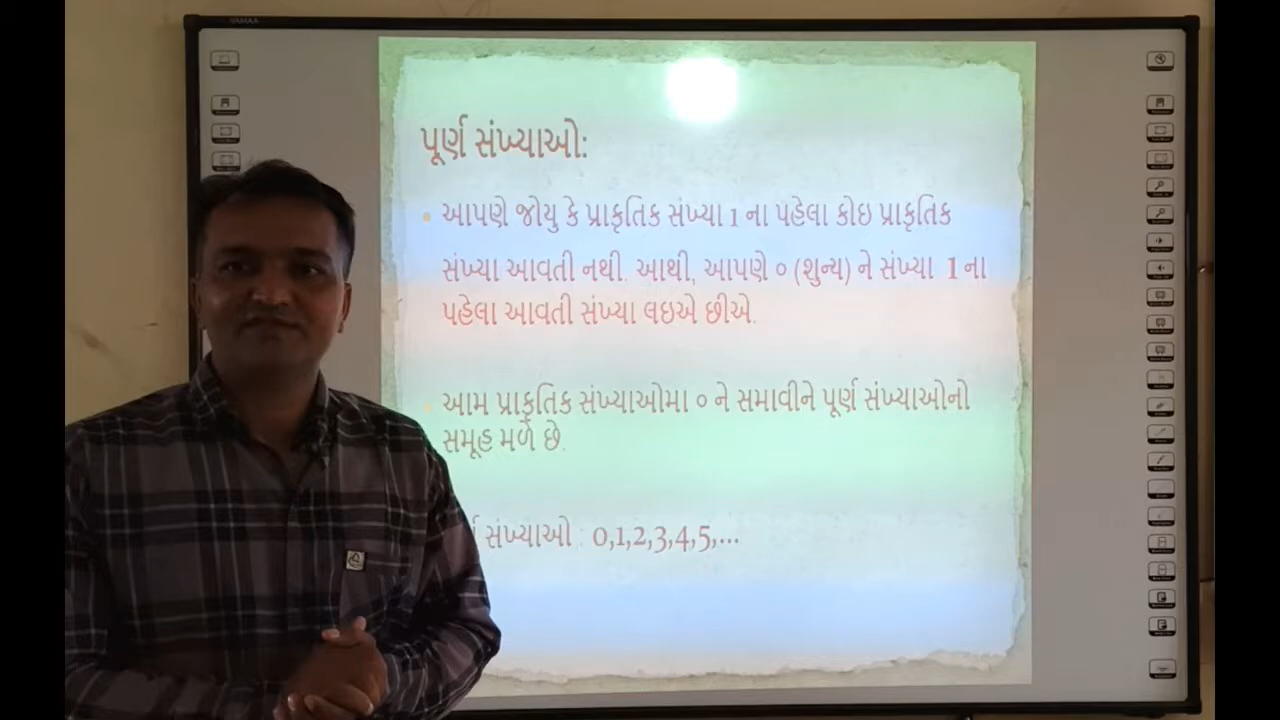 પૂર્ણ સંખ્યાઓ:
આપણે જોયુ કે પ્રાકૃતિક સંખ્યા 1 ના પહેલા કોઇ પ્રાકૃતિક
સંખ્યા આવતી નથી. આથી, આપણે ૦ (શુન્ય) ને સંખ્યા 1 ના
પહેલા આવતી સંખ્યા લઇએ છીએ.
આમ પ્રાકૃતિક સંખ્યાઓમા ૦ ને સમાવીને પૂર્ણ સંખ્યાઓનો
સમૂહ મળે છે.
સંખ્યાઓ : 0,1,2,3,4,5,...